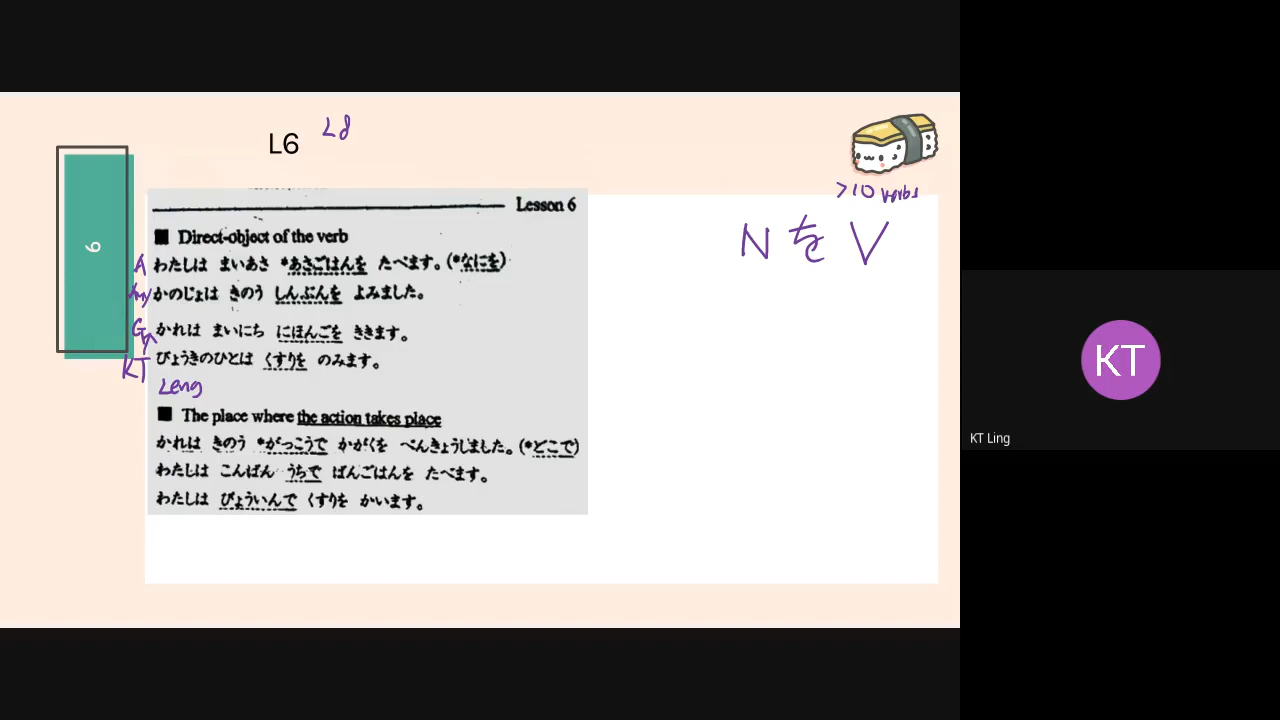 L6 L8
>10 verbs
N を V
6
Lesson 6
■ Direct-object of the verb
A わたしは まいあさ *あさごはんを たべます。(*なにを)
かのじょは きのう しんぶんを よみました。
かれは まいにち にほんごを ききます。
KT びょうきのひとは くすりを のみます。
Leng
■ The place where the action takes place
かれは きのう *がっこうで かがくを べんきょうしました。(*どこで)
わたしは こんばん うちで ばんごはんを たべます。
わたしは びょういんで くすりを かいます。
KT
KT Ling